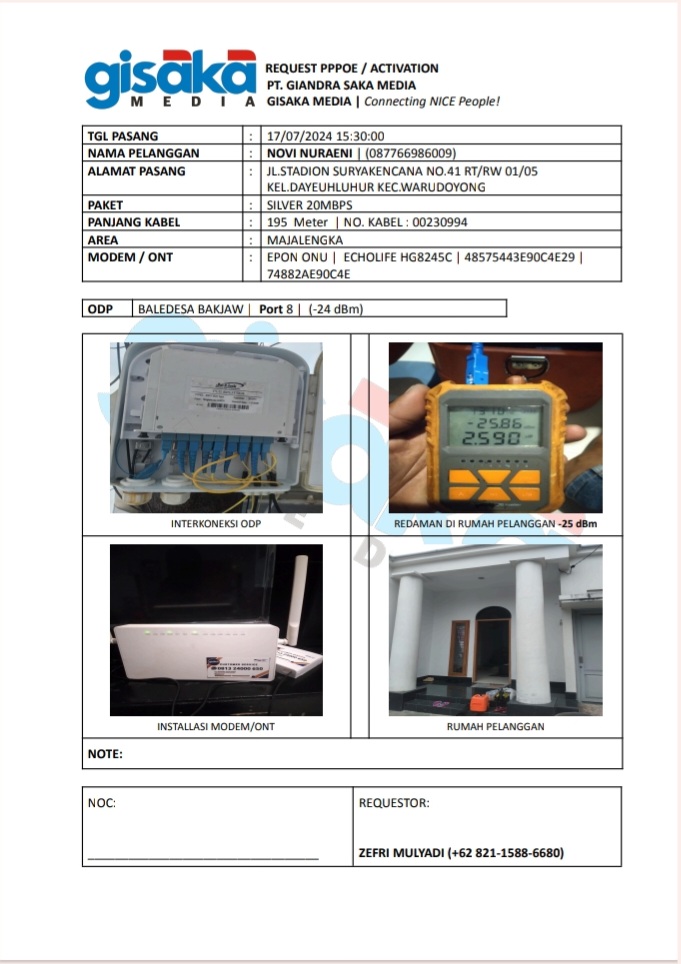 gisaka
MEDIA
REQUEST PPPOE / ACTIVATION
PT. GIANDRA SAKA MEDIA
GISAKA MEDIA | Connecting NICE People!
TGL PASANG : 17/07/2024 15:30:00
NAMA PELANGGAN : NOVI NURAENI | (087766986009)
ALAMAT PASANG : JL.STADION SURYAKENCANA NO.41 RT/RW 01/05
KEL.DAYEUHLUHUR KEC.WARUDOYONG
PAKET : SILVER 20MBPS
PANJANG KABEL : 195 Meter | NO. KABEL : 00230994
AREA : MAJALENGKA
MODEM / ONT : EPON ONU | ECHOLIFE HG8245C | 48575443E90C4E29 |
74882AE90C4E
ODP BALEDESA BAKJAW | Port 8 | (-24 dBm)
-25.86
2.590
INTERKONEKSI ODP
REDAMAN DI RUMAH PELANGGAN -25 dBm
CUSTOMER SERVICE
INSTALLASI MODEM/ONT
RUMAH PELANGGAN
NOTE:
NOC:
REQUESTOR:
ZEFRI MULYADI (+62 821-1588-6680)